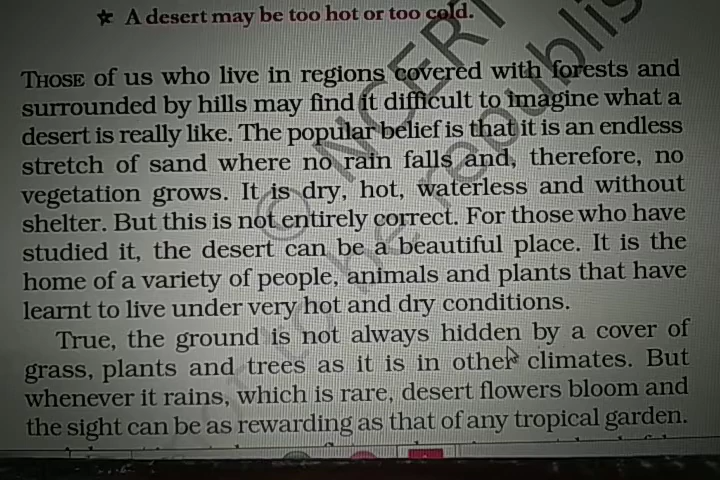 ★ A desert may be too hot or too cold.
THOSE of us who live in regions covered with forests and
surrounded by hills may find it difficult to imagine what a
desert is really like. The popular belief is that it is an endless
stretch of sand where no rain falls and, therefore, no
vegetation grows. It is dry, hot, waterless and without
shelter. But this is not entirely correct. For those who have
studied it, the desert can be a beautiful place. It is the
home of a variety of people, animals and plants that have
learnt to live under very hot and dry conditions.
True, the ground is not always hidden by a cover of
grass, plants and trees as it is in other climates. But
whenever it rains, which is rare, desert flowers bloom and
the sight can be as rewarding as that of any tropical garden.
© NCERT
be republis